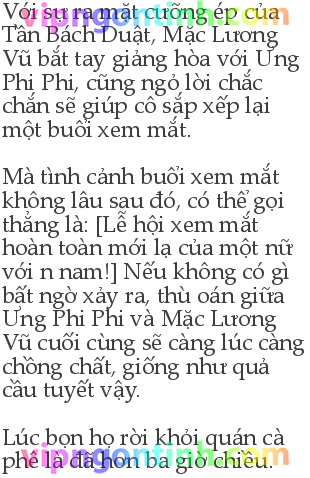 Với sự ra mặt cưỡng ép của
Tần Bách Duật, Mặc Lương
Vũ bắt tay giảng hòa với Ưng
Phi Phi, cũng ngỏ lời chắc
chắn sẽ giúp cô sắp xếp lại
một buổi xem mắt.
Mà tình cảnh buổi xem mắt
không lâu sau đó, có thể gọi
thẳng là: [Lễ hội xem mắt
hoàn toàn mới lạ của một nữ
với n nam!] Nếu không có gì
bất ngờ xảy ra, thù oán giữa
Ưng Phi Phi và Mặc Lương
Vũ cuối cùng sẽ càng lúc càng
chồng chất, giống như quả
cầu tuyết vậy.
Lúc bọn họ rời khỏi quán cà
phê là đã hơn ba giờ chiều.
vipngontinh.com
vipngontinh.com